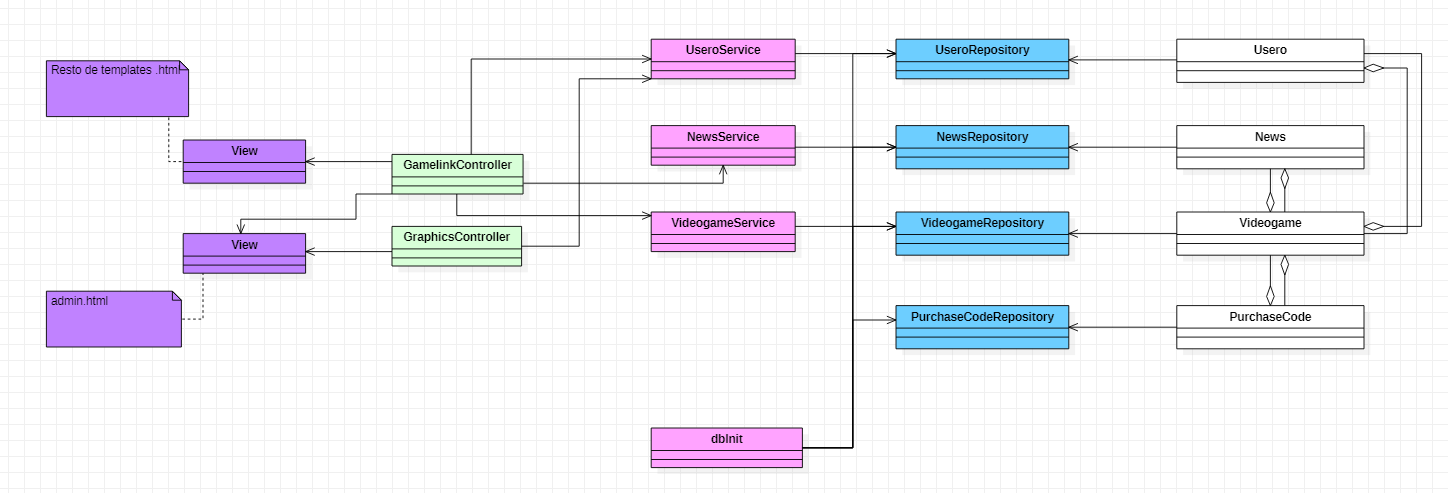 UseroService
UseroRepository
Usero
Resto de templates .html
NewsService
NewsRepository
News
View
GamelinkController
VideogameService
VideogameRepository
Videogame
View
GraphicsController
admin.html
PurchaseCodeRepository
PurchaseCode
dbInit